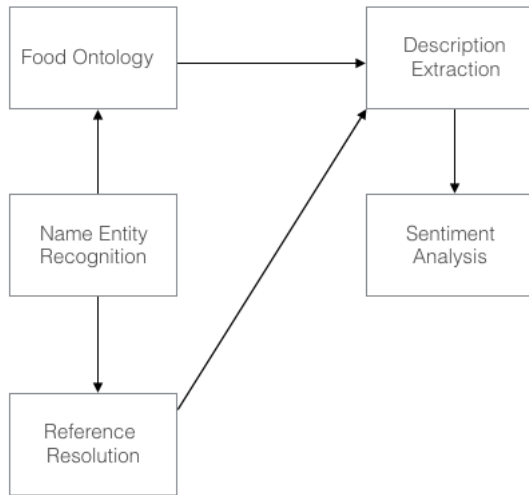 Food Ontology
Description
Extraction
Name Entity
Recognition
Sentiment
Analysis
Reference
Resolution